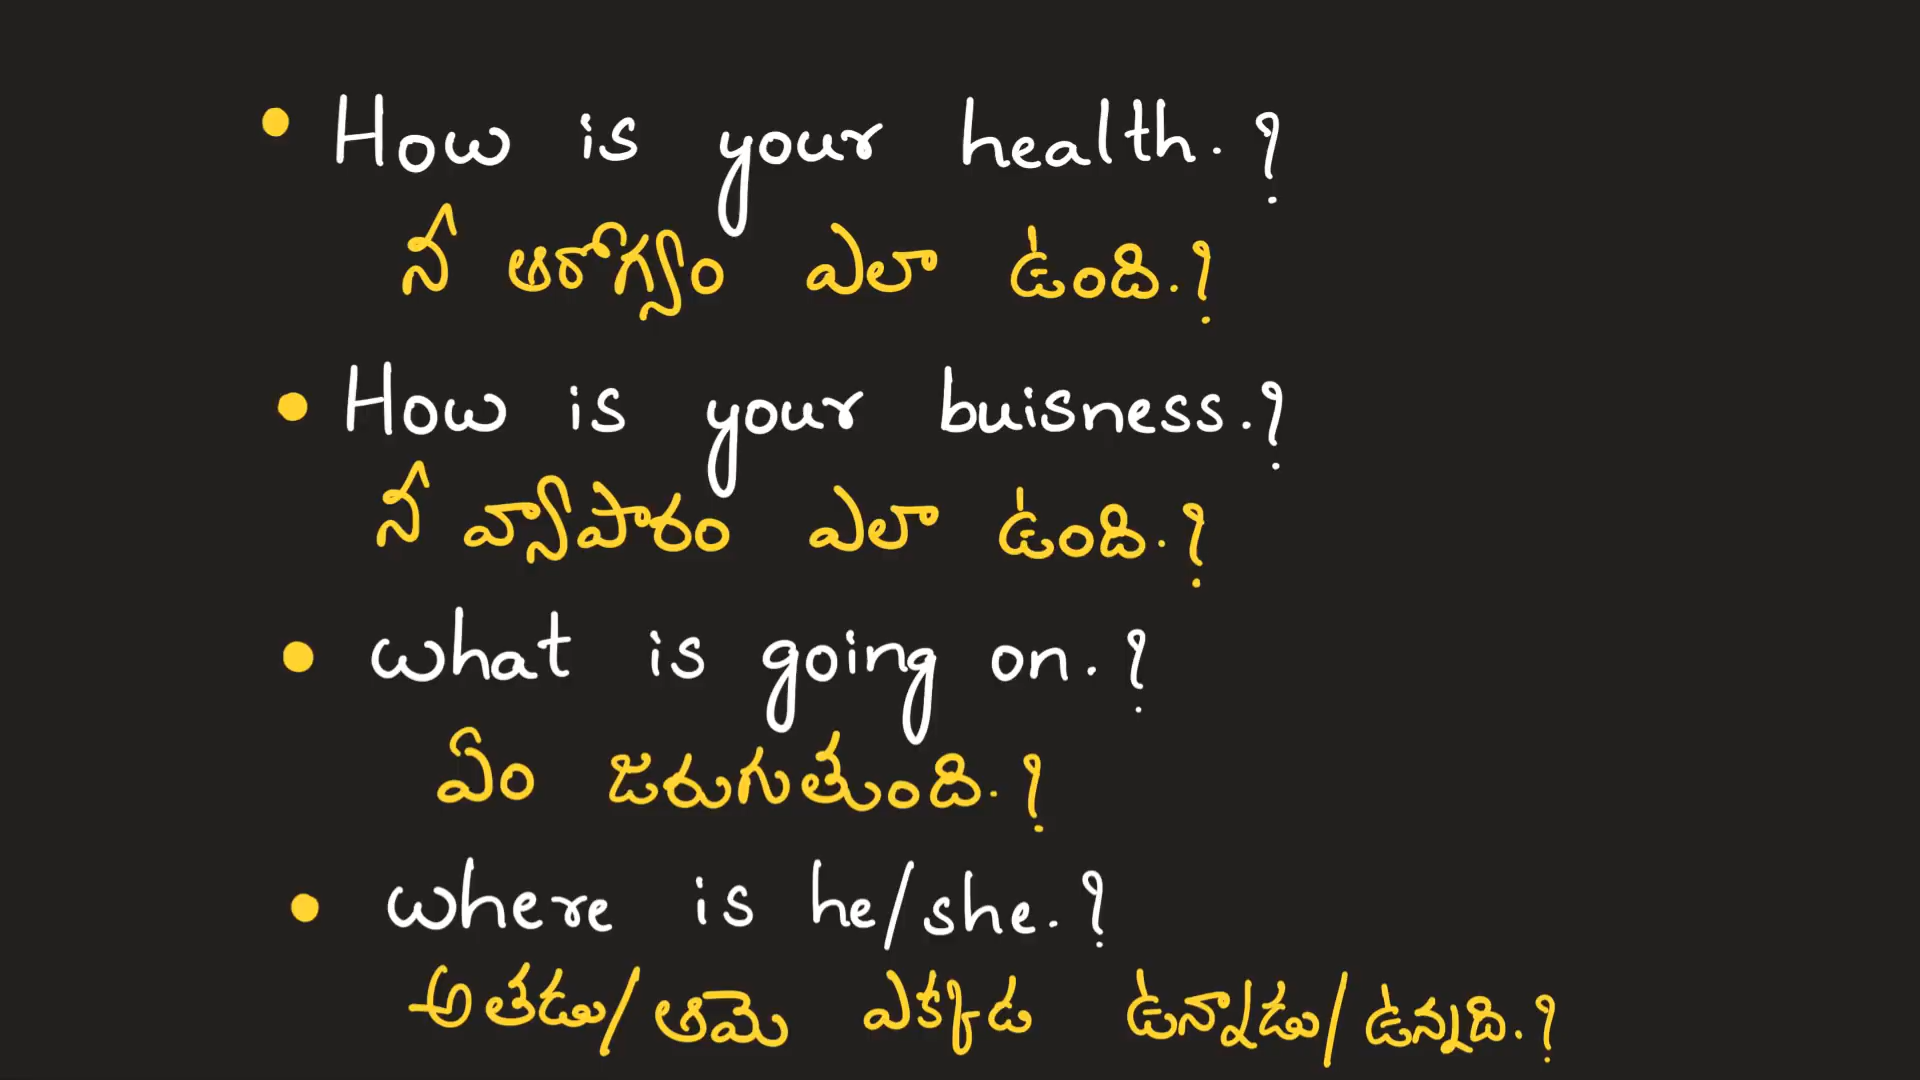 • How is your health.?
నీ ఆరోగ్యం ఎలా ఉంది.?
• How is your buisness.?
నీ వ్యాపారం ఎలా ఉంది.?
• what is going on.?
ఏం జరుగుతుంది.?
• where is he/she.?
అతడు/ఆమె ఎక్కడ ఉన్నాడు/ఉన్నది.?